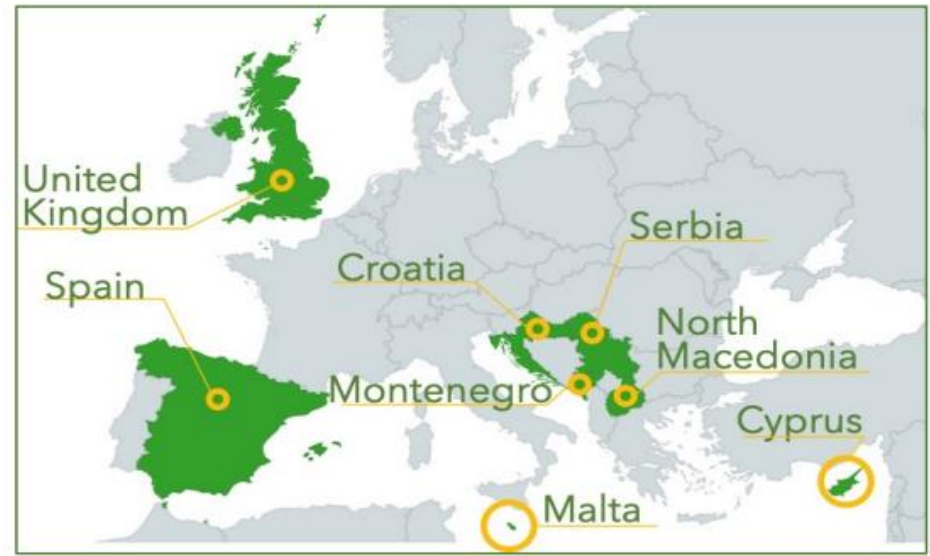 United
Kingdom
Serbia
Croatia
Spain
North
Macedonia
Montenegro
Cyprus
Malta